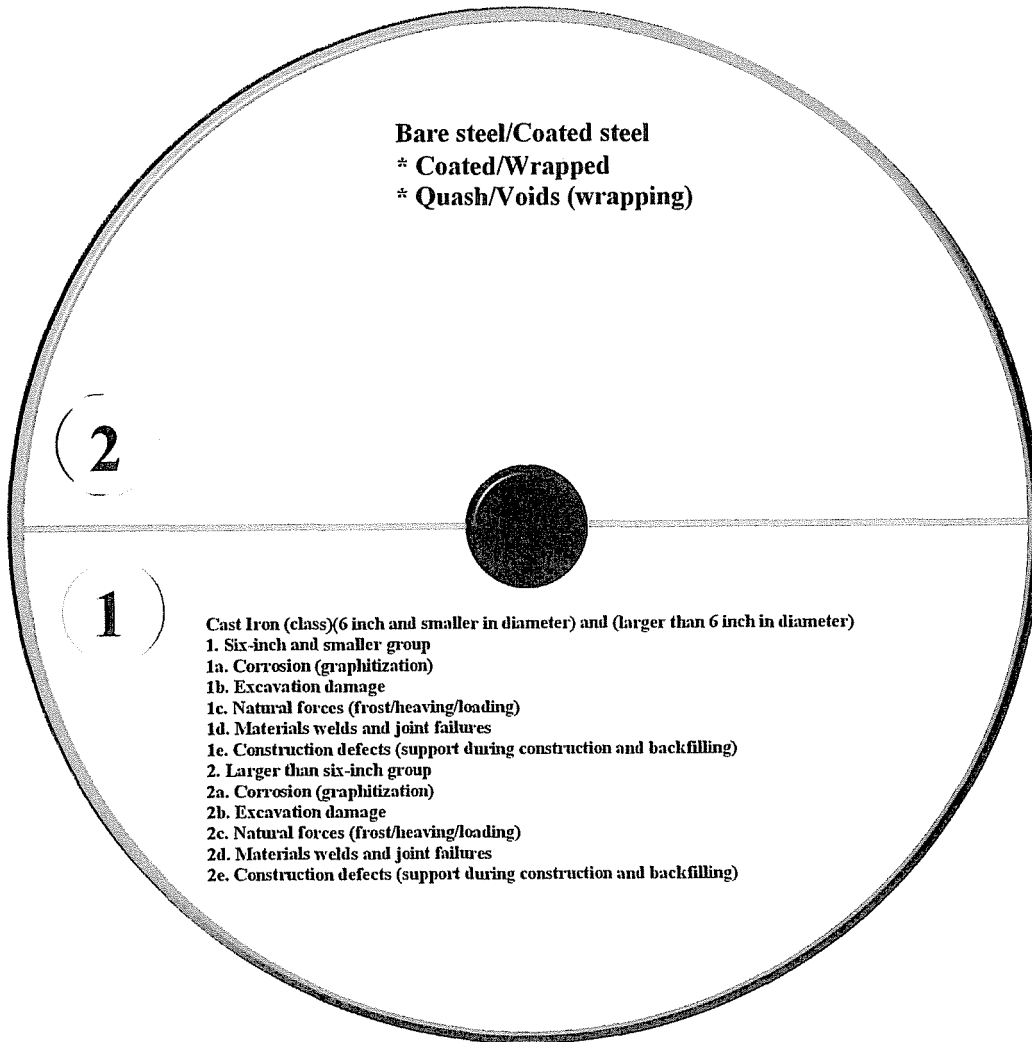 Bare steel/Coated steel
* Coated/Wrapped
* Quash/Voids (wrapping)
2
1
Cast Iron (class)(6 inch and smaller in diameter) and (larger than 6 inch in diameter)
1. Six-inch and smaller group
1a. Corrosion (graphitization)
1b. Excavation damage
1c. Natural forces (frost/heaving/loading)
1d. Materials welds and joint failures
1e. Construction defects (support during construction and backfilling)
2. Larger than six-inch group
2a. Corrosion (graphitization)
2b. Excavation damage
2c. Natural forces (frost/heaving/loading)
2d. Materials welds and joint failures
2e. Construction defects (support during construction and backfilling)